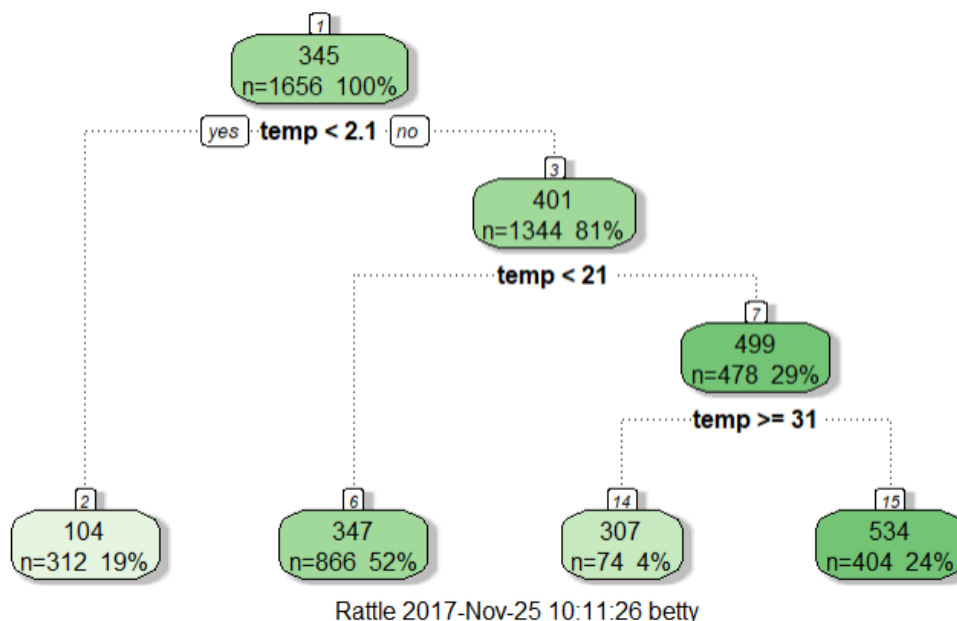 1
345
n=1656 100%
yes temp < 2.1 no
3
401
n=1344 81%
temp < 21
7
499
n=478 29%
temp >= 31
2
104
n=312 19%
6
347
n=866 52%
14
307
n=74 4%
15
534
n=404 24%
Rattle 2017-Nov-25 10:11:26 betty